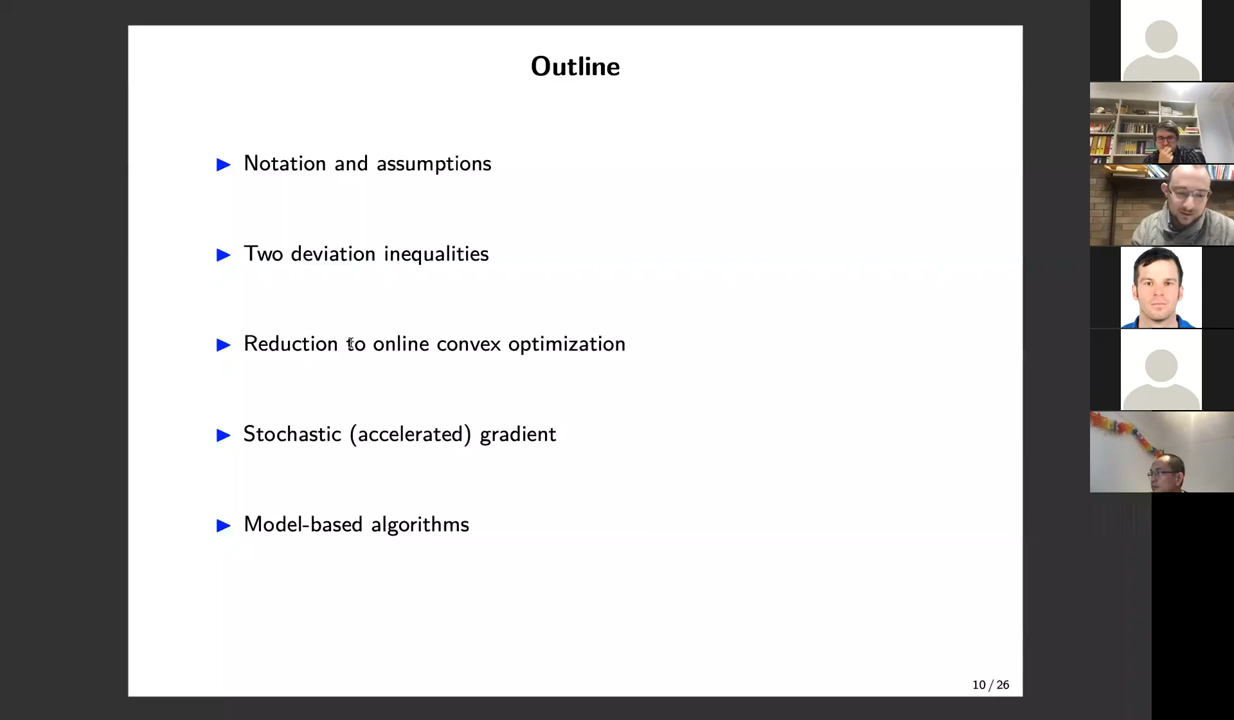 Outline
Notation and assumptions
Two deviation inequalities
Reduction to online convex optimization
Stochastic (accelerated) gradient
Model-based algorithms
10 / 26